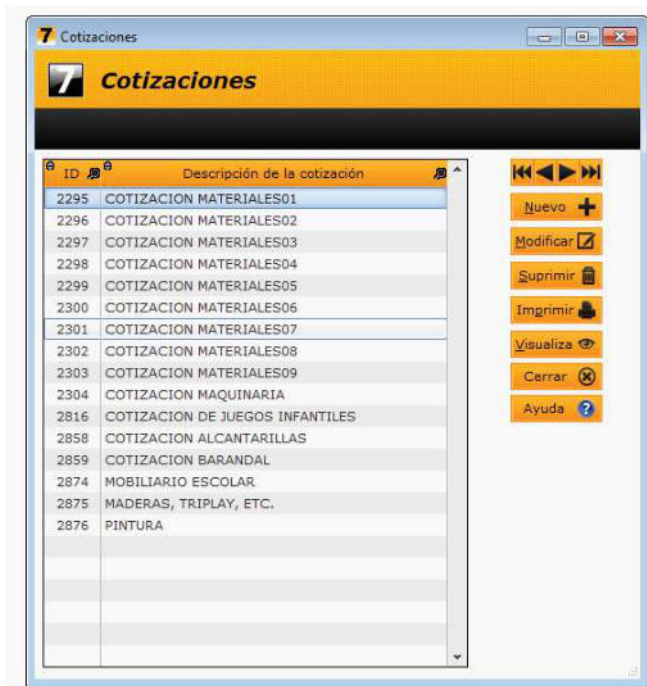 7 Cotizaciones
7 Cotizaciones
ID Descripción de la cotización
2295 COTIZACION MATERIALES01
2296 COTIZACION MATERIALES02
2297 COTIZACION MATERIALES03
2298 COTIZACION MATERIALES04
2299 COTIZACION MATERIALES05
2300 COTIZACION MATERIALES06
2301 COTIZACION MATERIALES07
2302 COTIZACION MATERIALES08
2303 COTIZACION MATERIALES09
2304 COTIZACION MAQUINARIA
2816 COTIZACION DE JUEGOS INFANTILES
2858 COTIZACION ALCANTARILLAS
2859 COTIZACION BARANDAL
2874 MOBILIARIO ESCOLAR
2875 MADERAS, TRIPLAY, ETC.
2876 PINTURA
Nuevo
Modificar
Suprimir
Imprimir
Visualiza
Cerrar
Ayuda ?